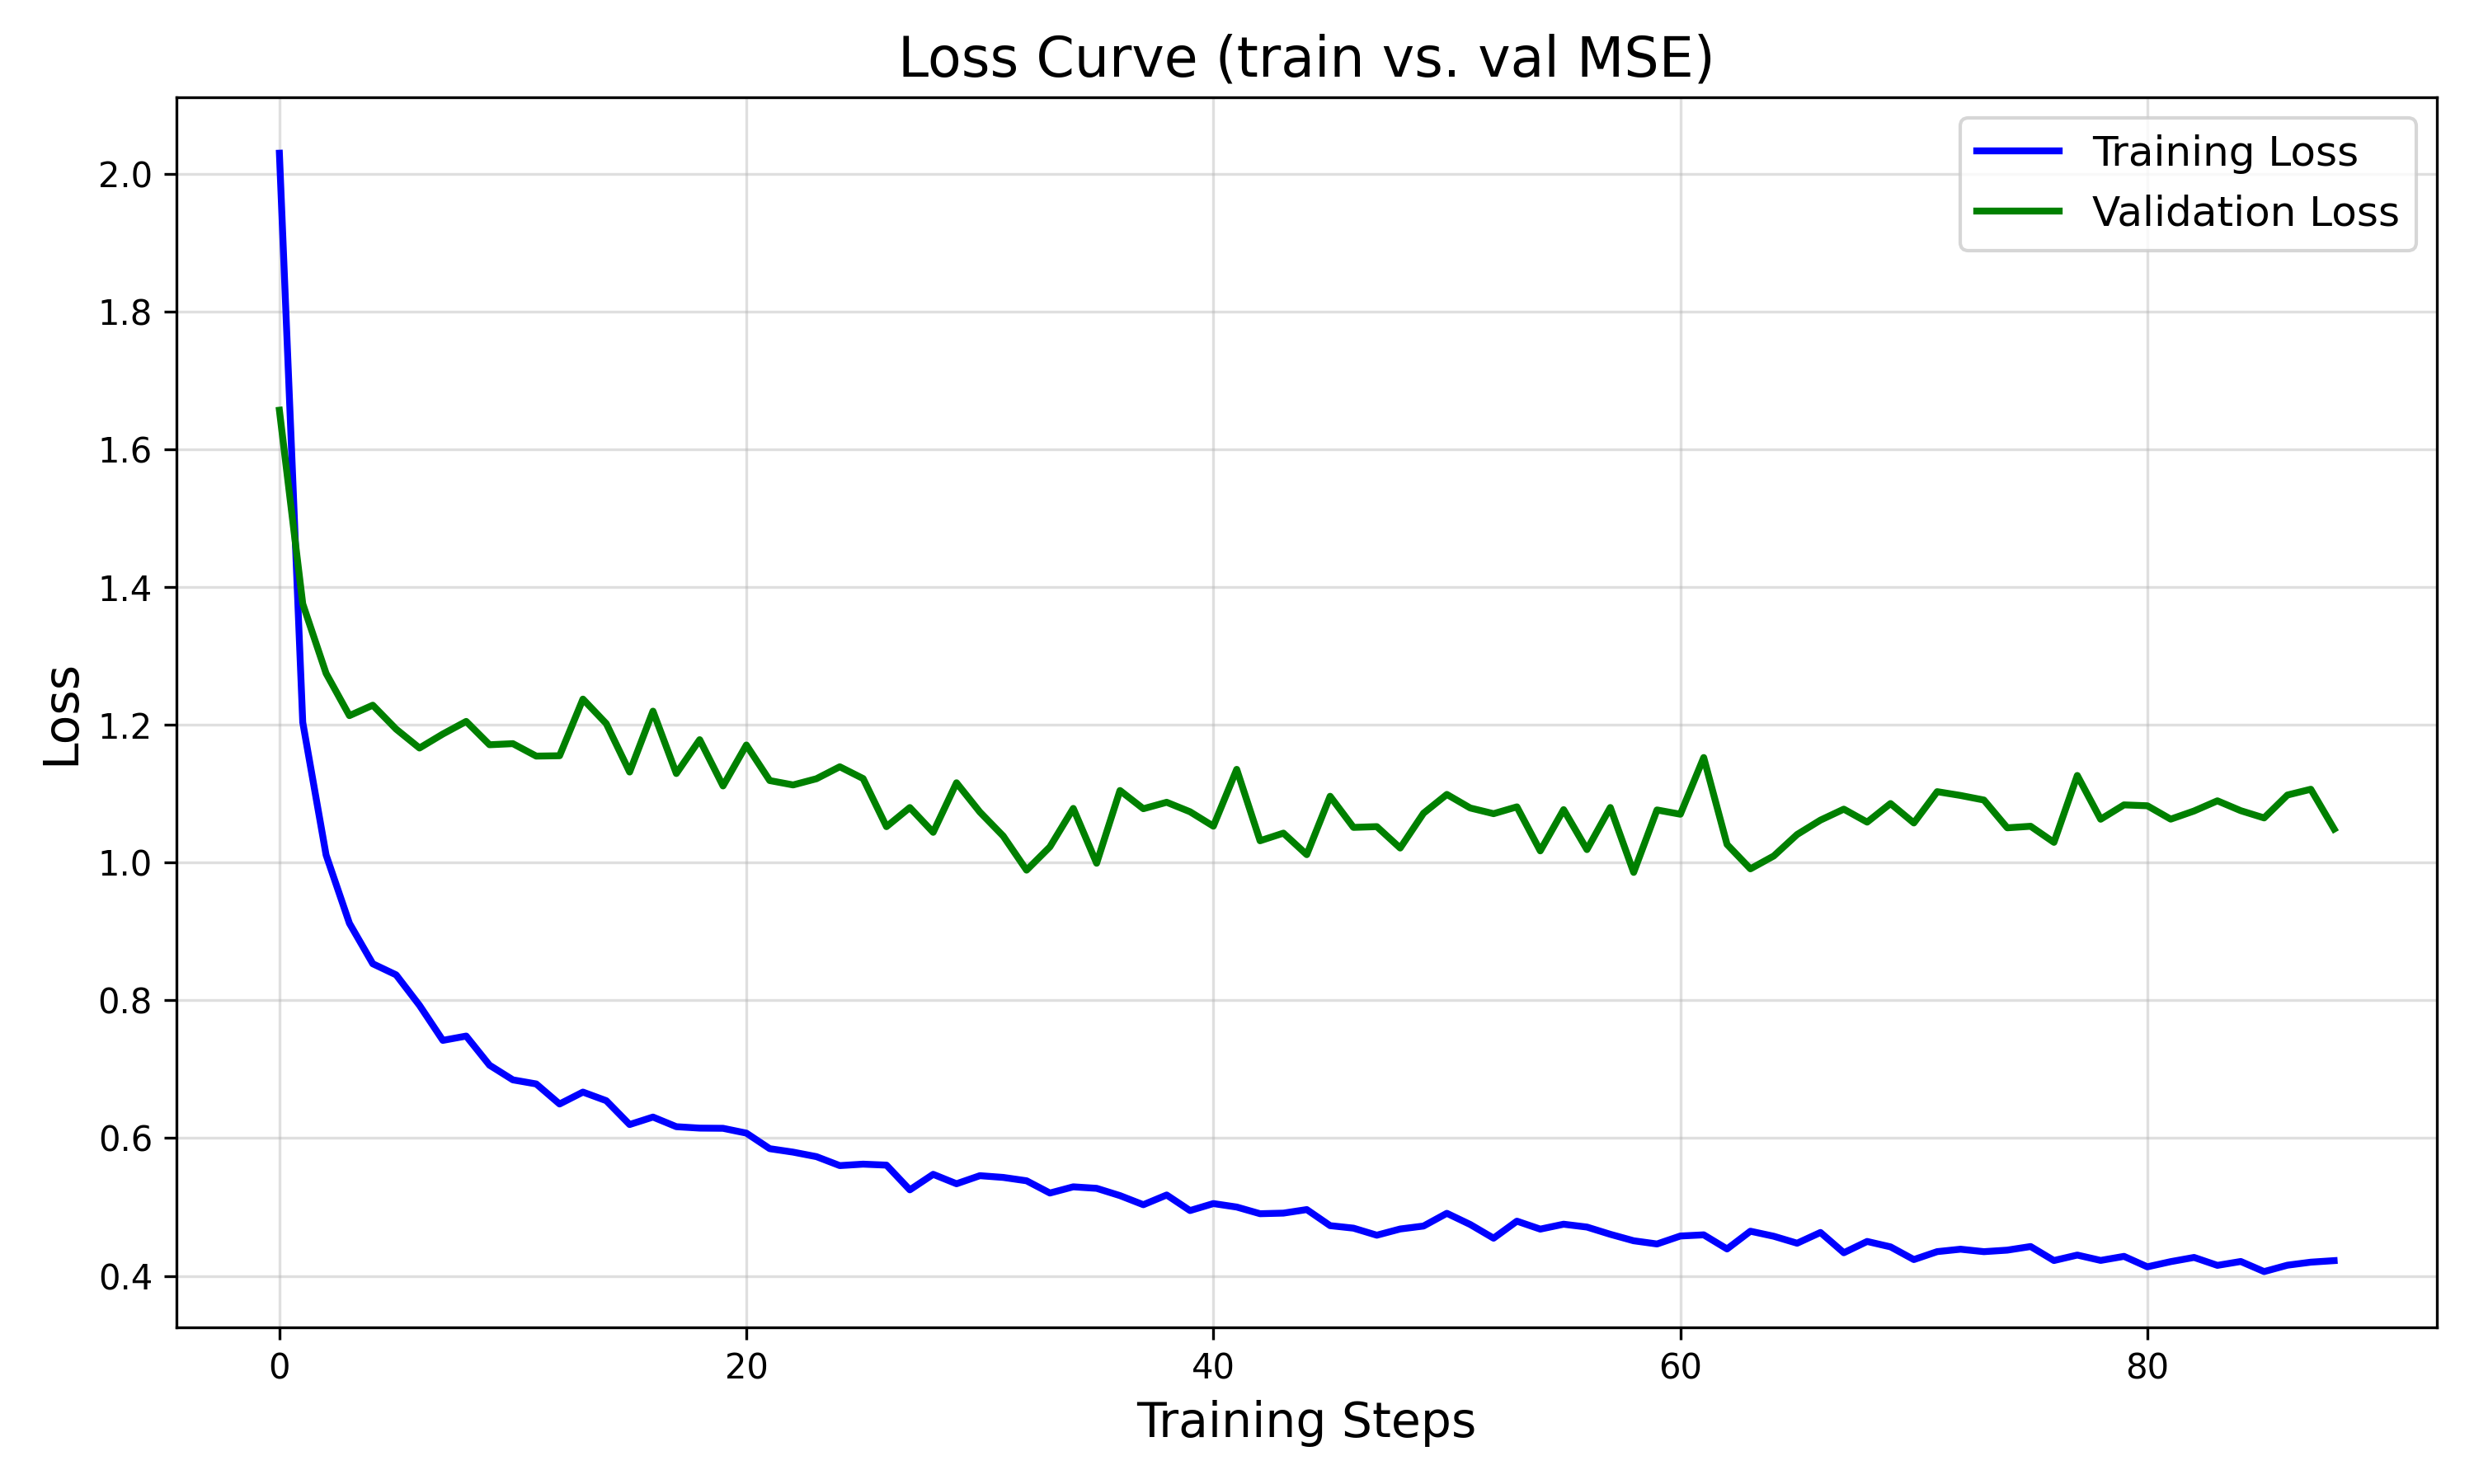 Loss Curve (train vs. val MSE)
Training Loss
Validation Loss
2.0
1.8
1.6
1.4
1.2
1.0
0.8
0.6
0.4
Loss
0 20 40 60 80
Training Steps